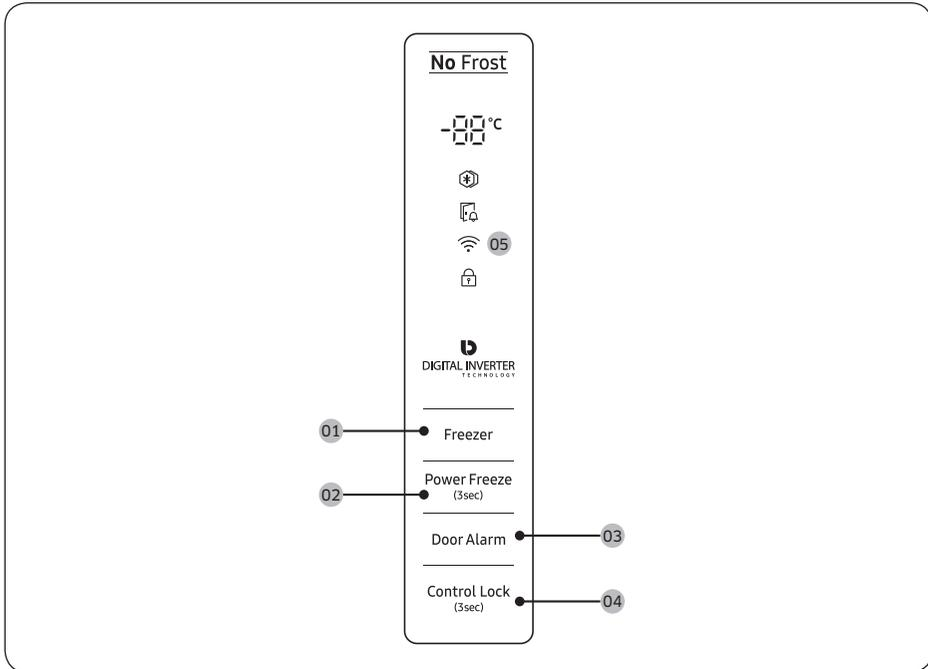 No Frost
-88°C
05
DIGITAL INVERTER
TECHNOLOGY
01
Freezer
Power Freeze
02
(3sec)
Door Alarm
03
Control Lock
(3sec)
04